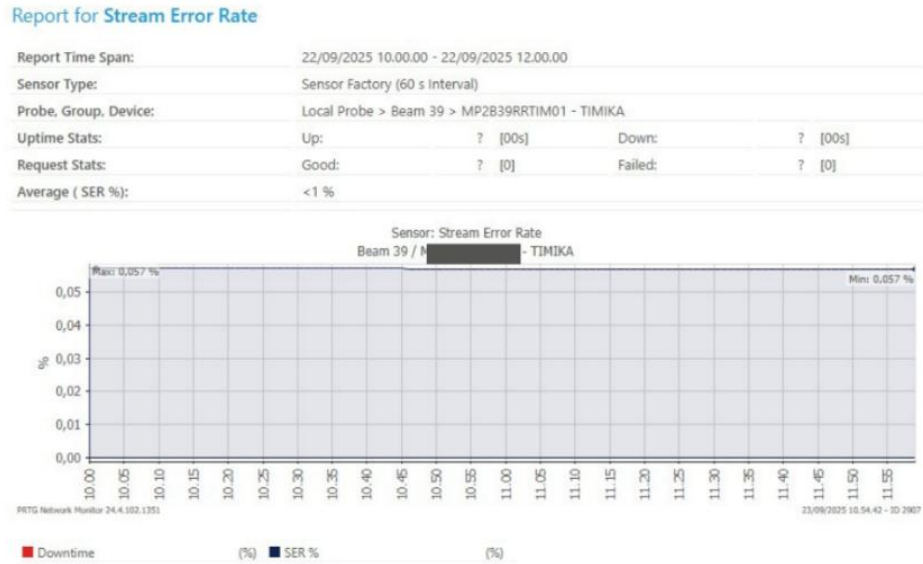 Report for Stream Error Rate
Report Time Span: 22/09/2025 10.00.00 - 22/09/2025 12.00.00
Sensor Type: Sensor Factory (60 s Interval)
Probe, Group, Device: Local Probe > Beam 39 > MP2B39RRTIM01 - TIMIKA
Uptime Stats: Up: ? [00s] Down: ? [00s]
Request Stats: Good: ? [0] Failed: ? [0]
Average ( SER %): <1 %
Sensor: Stream Error Rate
Beam 39 / M - TIMIKA
Max: 0,057 %
Min: 0,057 %
0,05
0,04
0,03
0,02
0,01
0,00
%
10.00 10.05 10.10 10.15 10.20 10.25 10.30 10.35 10.40 10.45 10.50 10.55 11.00 11.05 11.10 11.15 11.20 11.25 11.30 11.35 11.40 11.45 11.50 11.55
PRTG Network Monitor 24.4.102.1351 23/09/2025 10.54.42 - ID 2907
Downtime (%) SER % (%)